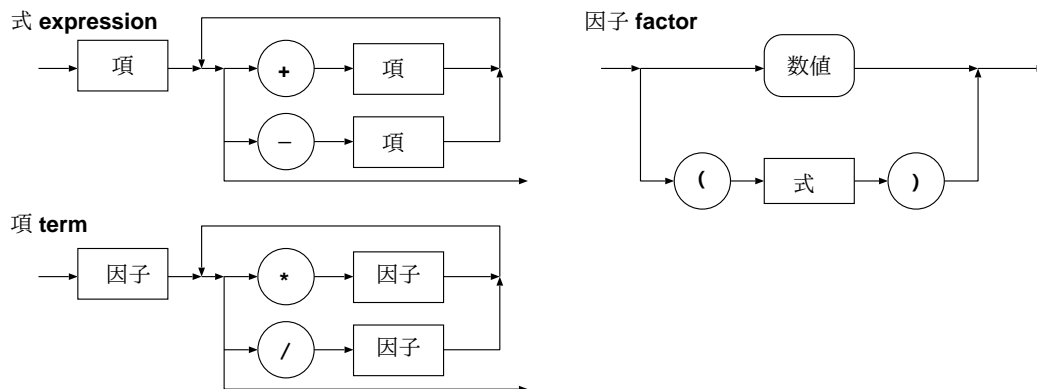 式 expression
項
+
項
−
項
項 term
因子
*
因子
/
因子
因子 factor
数値
(
式
)